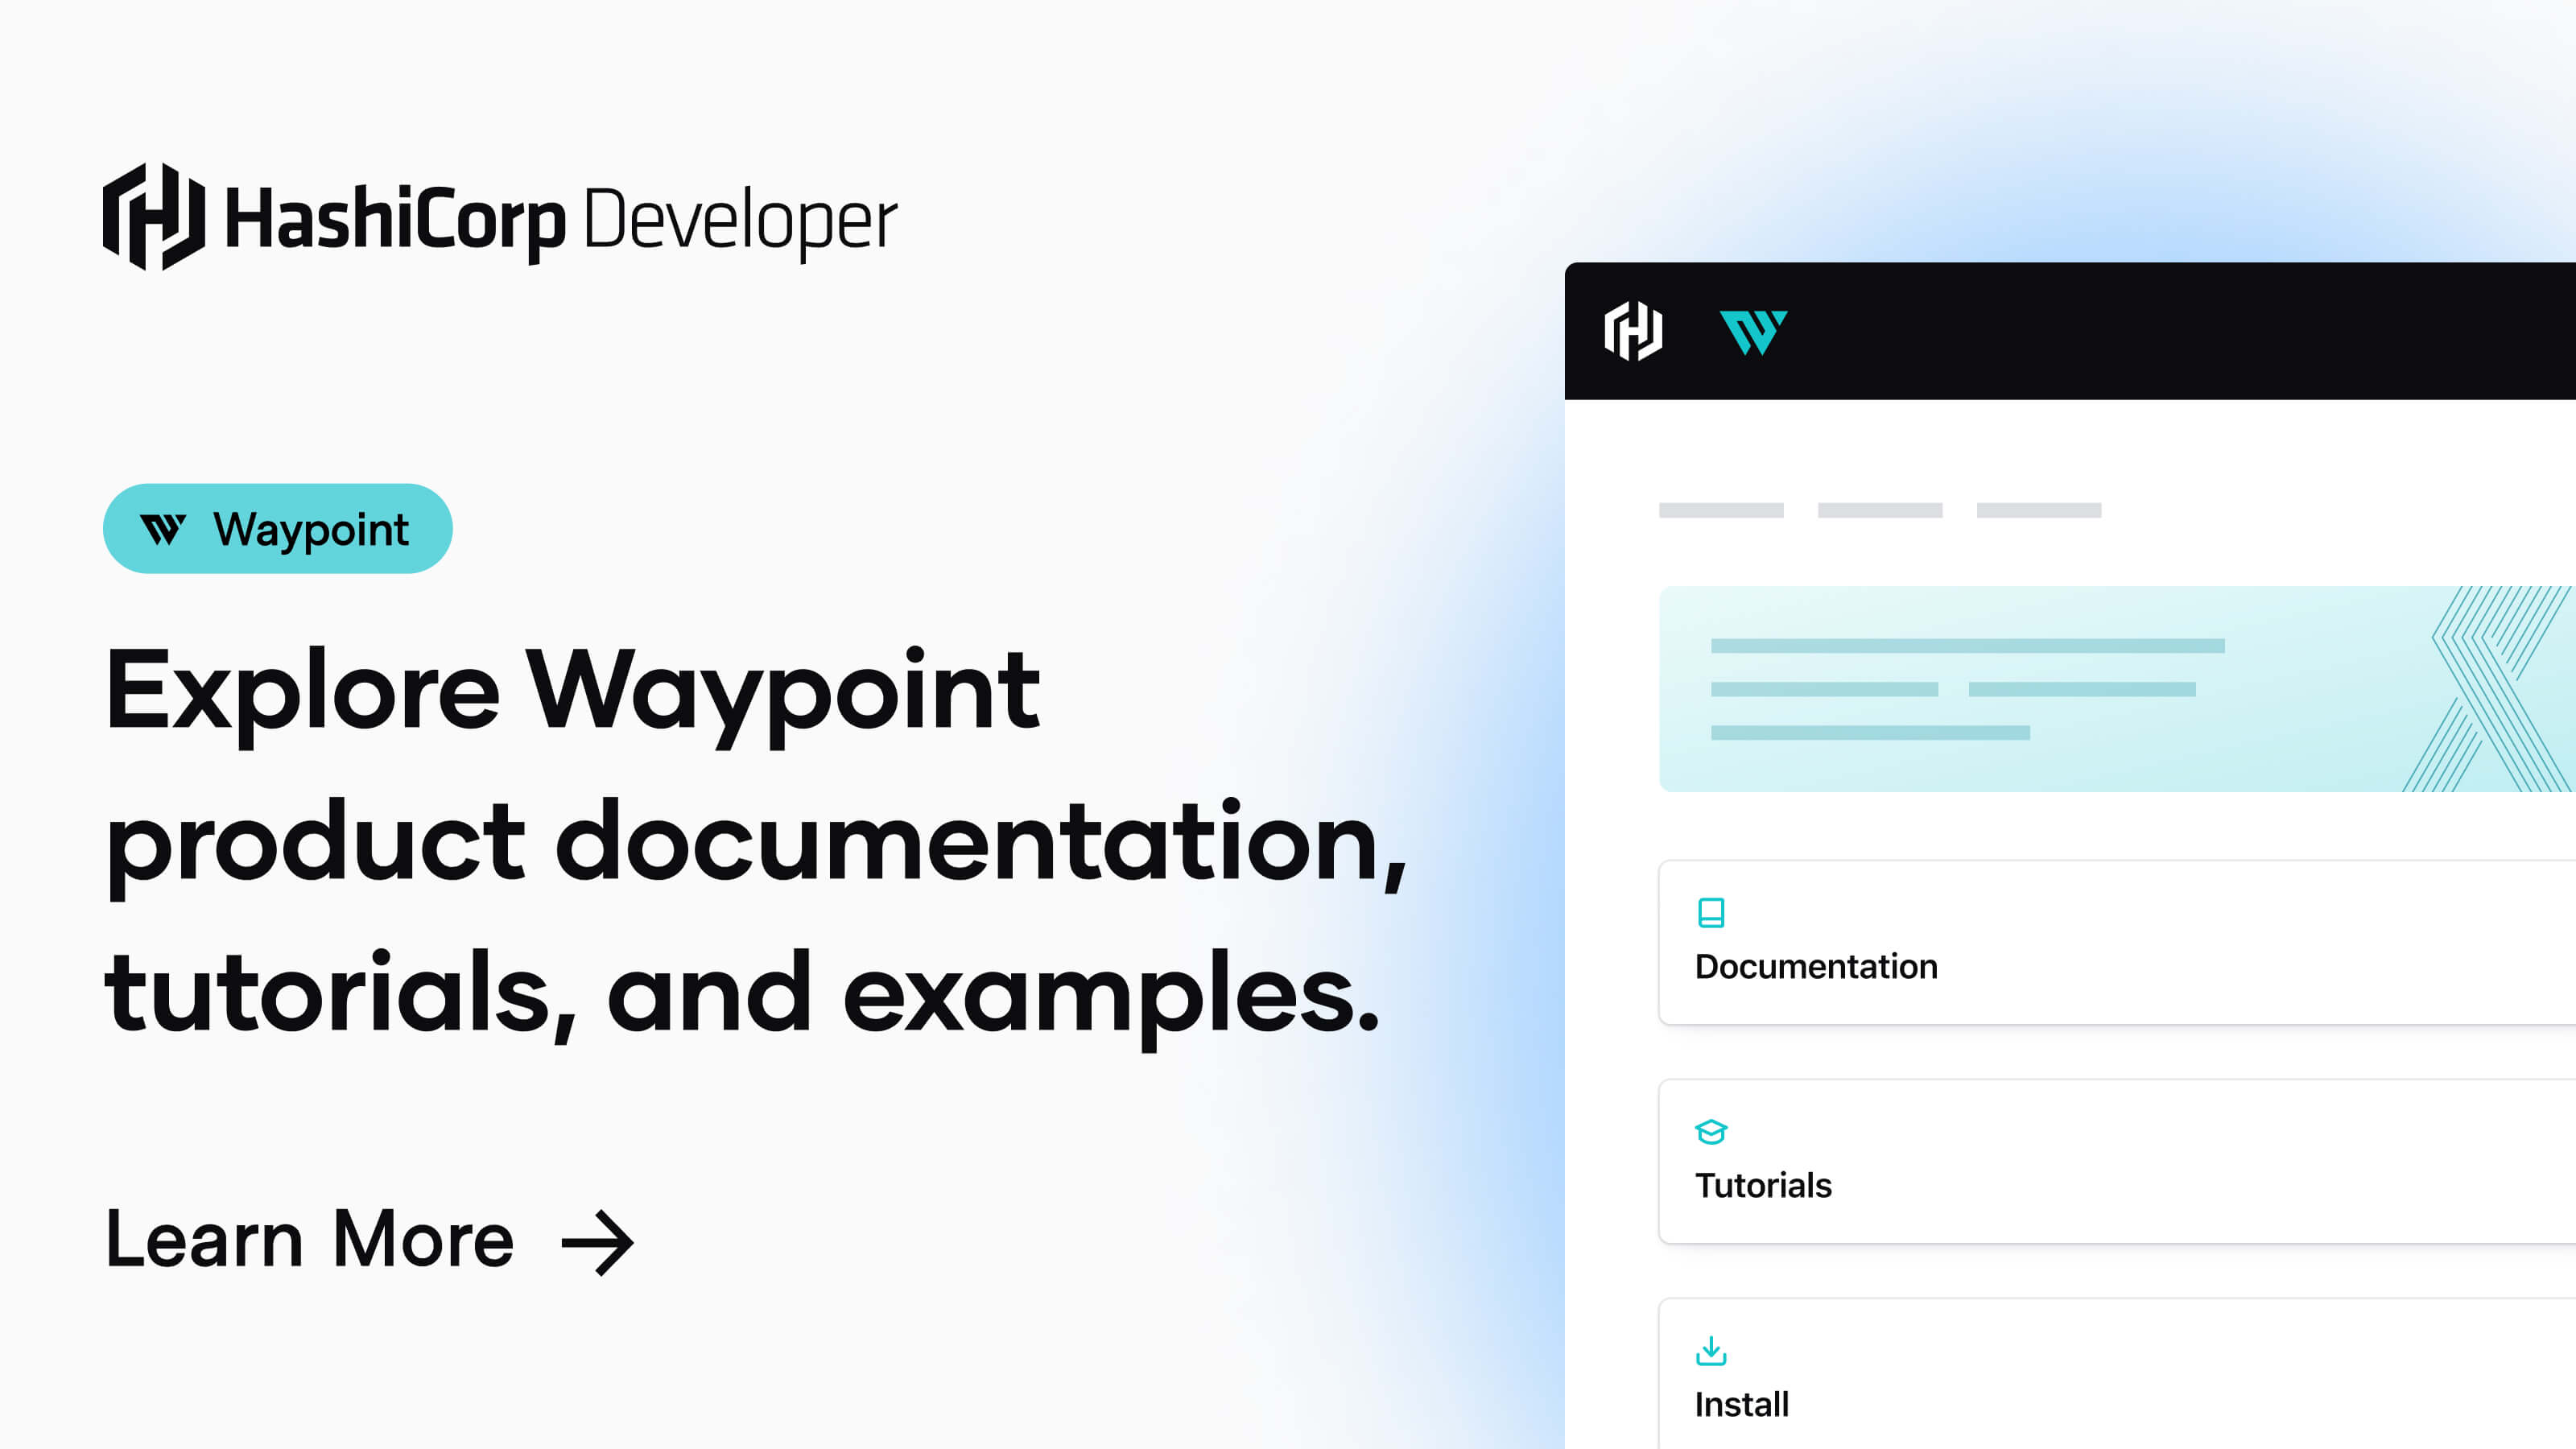 HashiCorp Developer
Waypoint
Explore Waypoint
product documentation,
tutorials, and examples.
Learn More
Documentation
Tutorials
Install